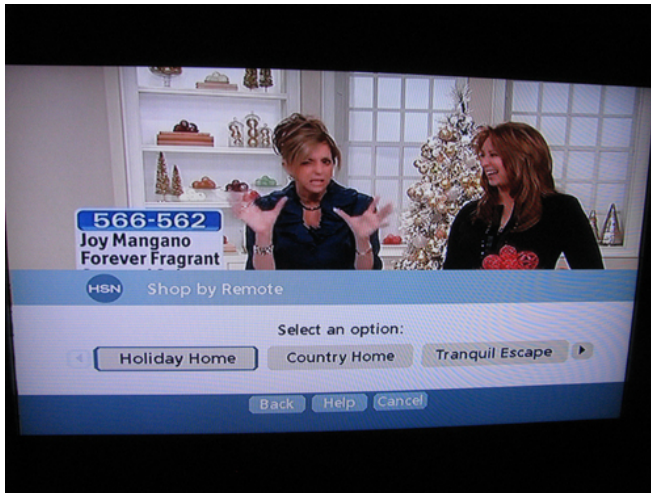 566-562
Joy Mangano
Forever Fragrant
HSN Shop by Remote
Select an option:
Holiday Home Country Home Tranquil Escape
Back Help Cancel